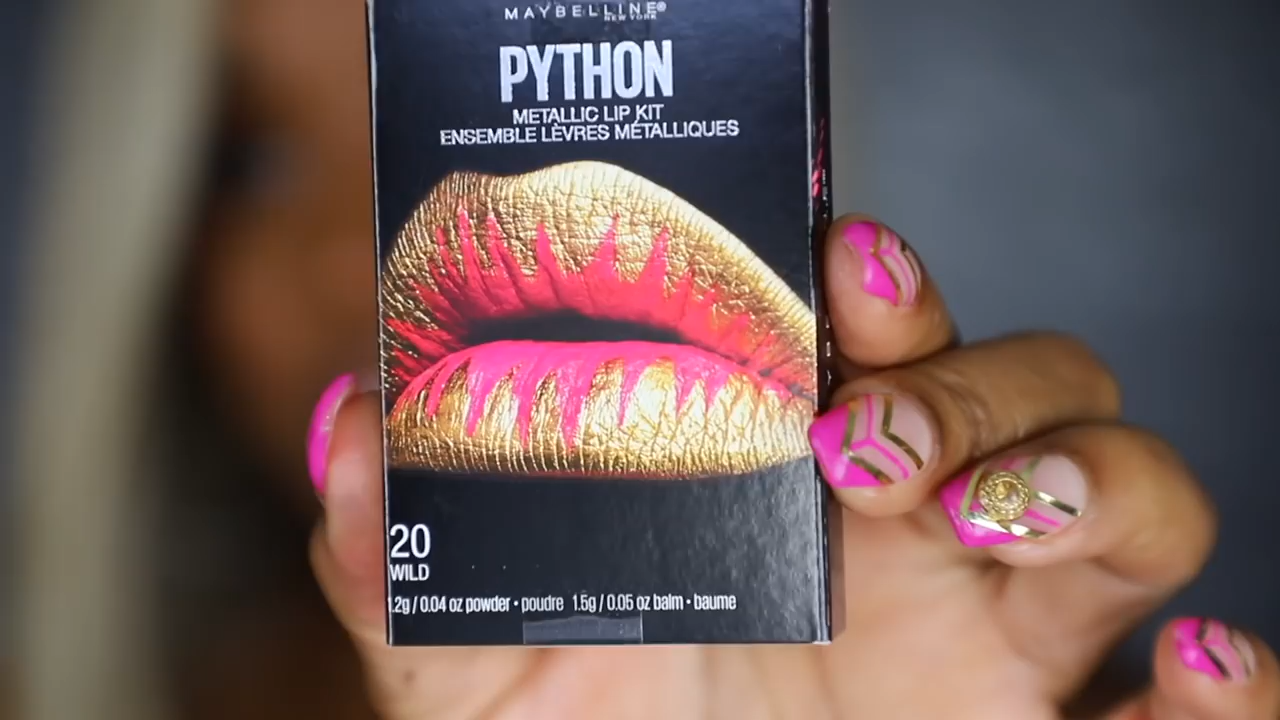 MAYBELLINE®
NEW YORK
PYTHON
METALLIC LIP KIT
ENSEMBLE LÈVRES MÉTALLIQUES
20
WILD
1.2g / 0.04 oz powder • poudre 1.5g / 0.05 oz balm • baume